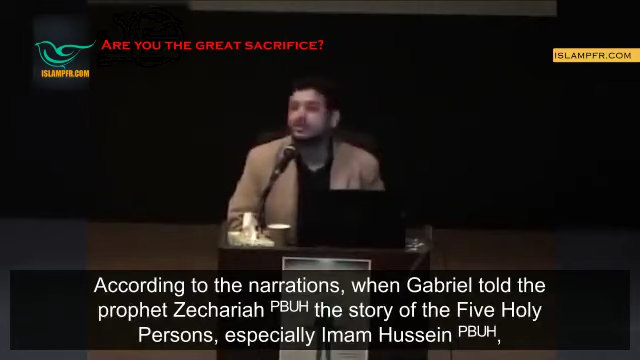 ARE YOU THE GREAT SACRIFICE?
ISLAMPFR.COM
ISLAMPFR.COM
According to the narrations, when Gabriel told the
prophet Zechariah PBUH the story of the Five Holy
Persons, especially Imam Hussein PBUH,